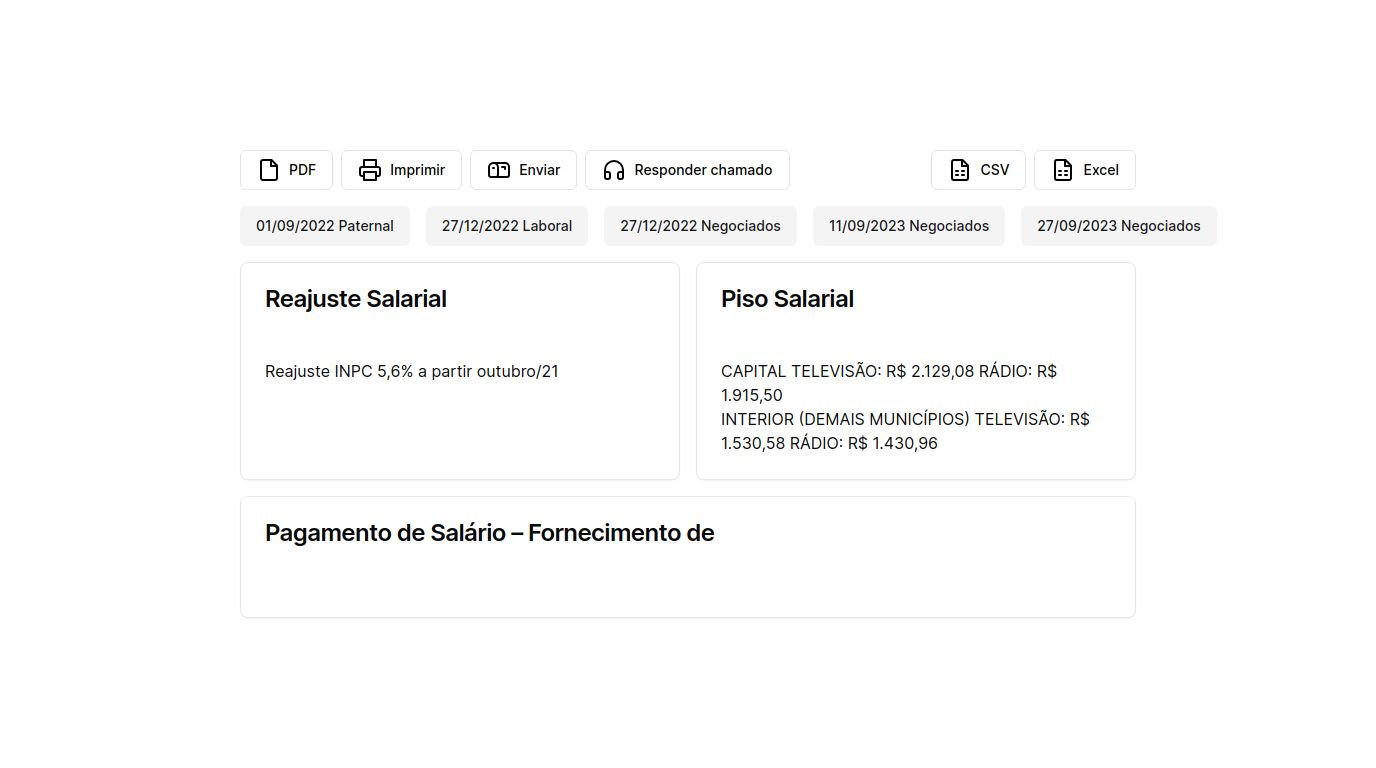 PDF Imprimir Enviar Responder chamado CSV Excel
01/09/2022 Paternal 27/12/2022 Laboral 27/12/2022 Negociados 11/09/2023 Negociados 27/09/2023 Negociados
Reajuste Salarial
Reajuste INPC 5,6% a partir outubro/21
Piso Salarial
CAPITAL TELEVISÃO: R$ 2.129,08 RÁDIO: R$
1.915,50
INTERIOR (DEMAIS MUNICÍPIOS) TELEVISÃO: R$
1.530,58 RÁDIO: R$ 1.430,96
Pagamento de Salário – Fornecimento de